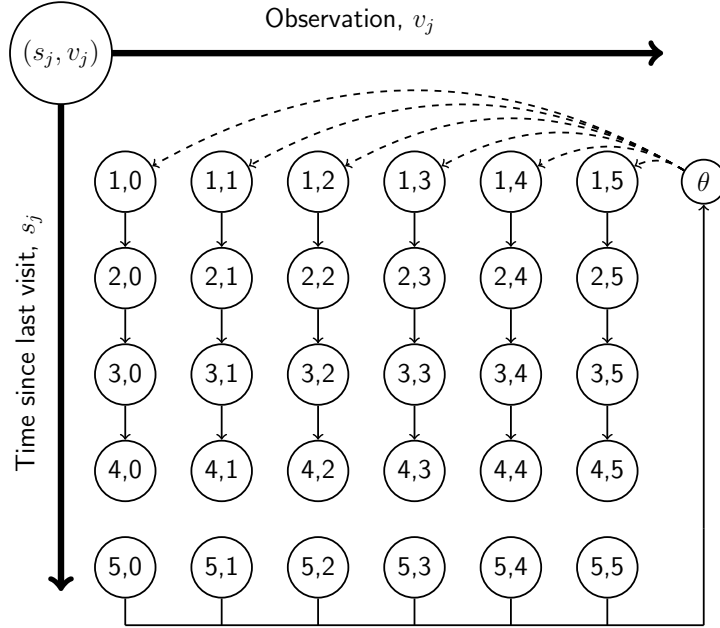 Observation, v_j
(s_j, v_j)
Time since last visit, s_j
1,0 1,1 1,2 1,3 1,4 1,5 θ
2,0 2,1 2,2 2,3 2,4 2,5
3,0 3,1 3,2 3,3 3,4 3,5
4,0 4,1 4,2 4,3 4,4 4,5
5,0 5,1 5,2 5,3 5,4 5,5